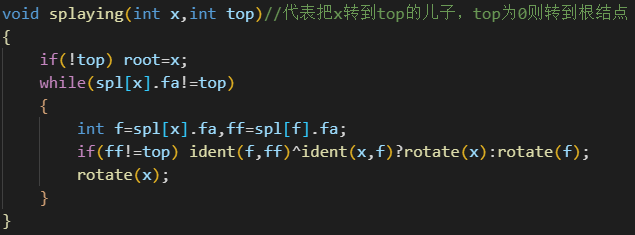 void splaying(int x,int top)//代表把x转到top的儿子，top为0则转到根结点
{
    if(!top) root=x;
    while(spl[x].fa!=top)
    {
        int f=spl[x].fa,ff=spl[f].fa;
        if(ff!=top) ident(f,ff)^ident(x,f)?rotate(x):rotate(f);
        rotate(x);
    }
}